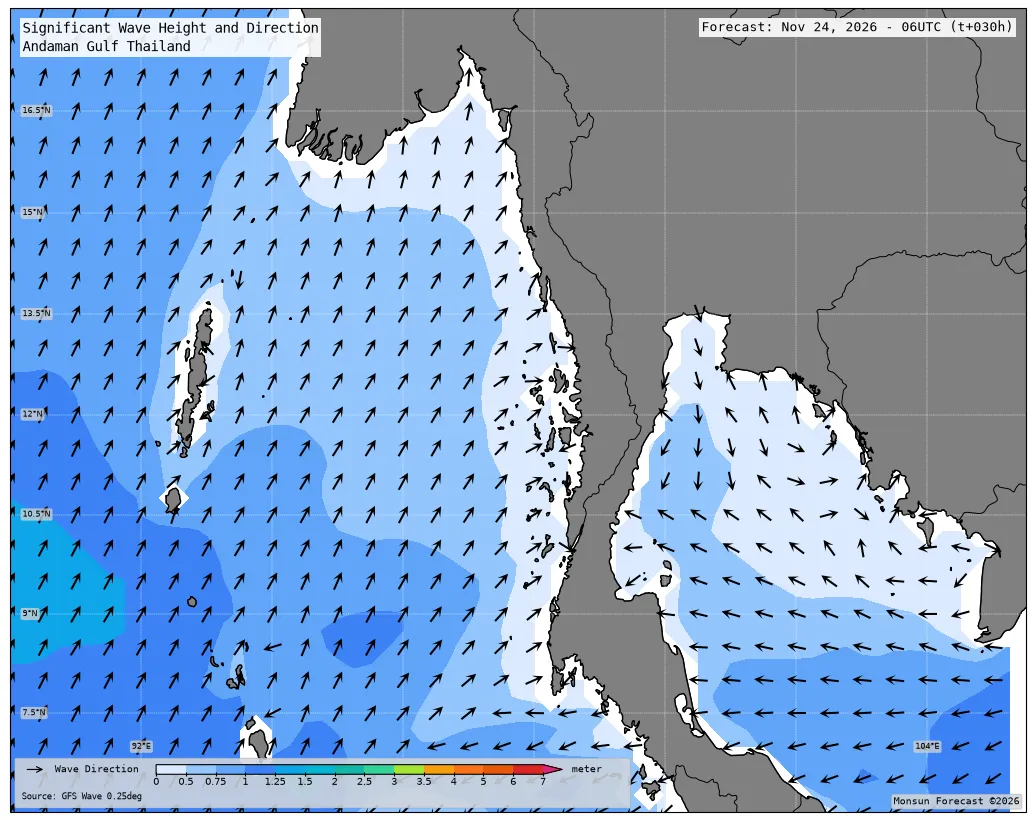 Significant Wave Height and Direction
Andaman Gulf Thailand
Forecast: Nov 24, 2026 - 06UTC (t+030h)
16.5°N
15°N
13.5°N
12°N
10.5°N
9°N
7.5°N
92°E
104°E
Wave Direction
0 0.5 0.75 1 1.25 1.5 2 2.5 3 3.5 4 5 6 7 meter
Source: GFS Wave 0.25deg
Monsun Forecast ©2026